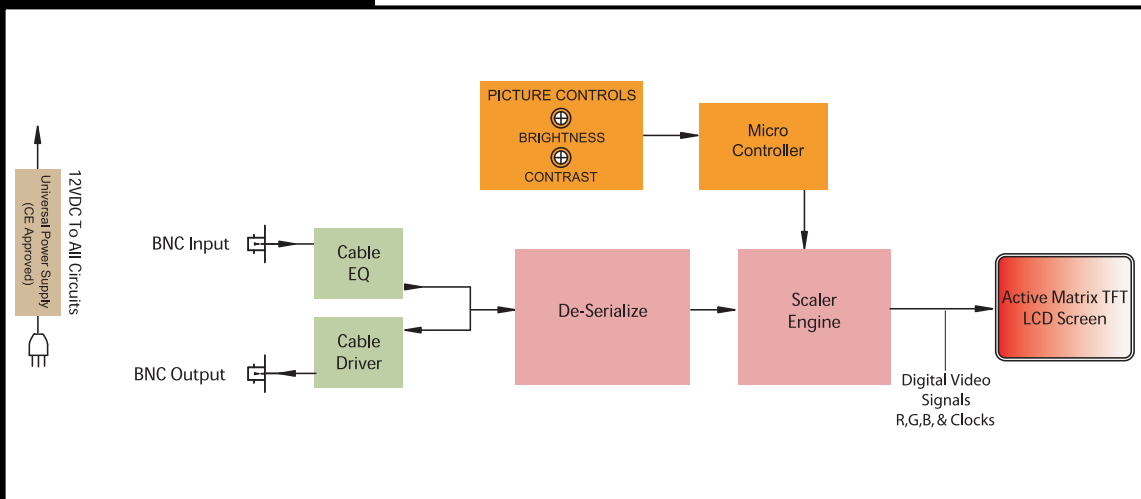 PICTURE CONTROLS
BRIGHTNESS
CONTRAST
Micro
Controller
12VDC To All Circuits
Universal Power Supply
(CE Approved)
BNC Input
Cable
EQ
De-Serialize
Scaler
Engine
Active Matrix TFT
LCD Screen
Cable
Driver
BNC Output
Digital Video
Signals
R,G,B, & Clocks